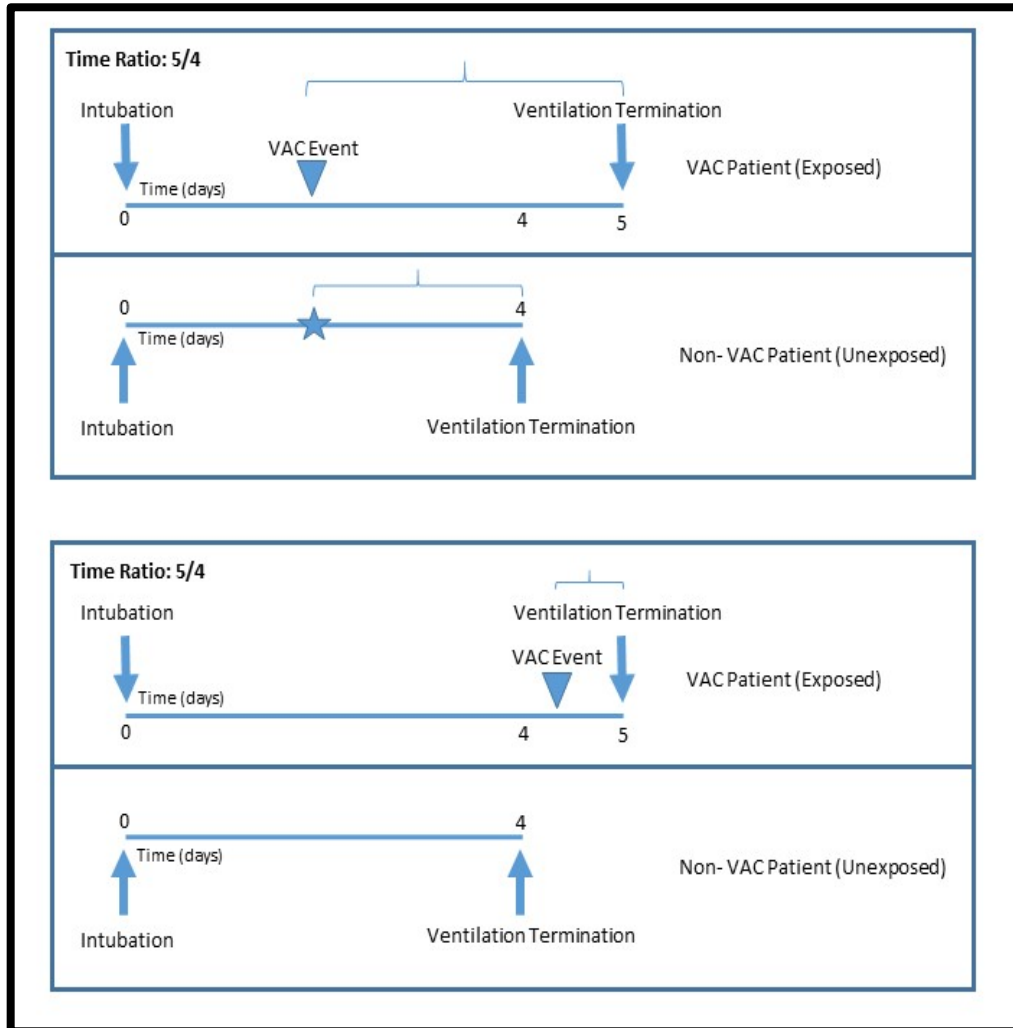 Time Ratio: 5/4
Intubation
Ventilation Termination
VAC Event
VAC Patient (Exposed)
Time (days)
0
4
5
0
4
Time (days)
Non- VAC Patient (Unexposed)
Intubation
Ventilation Termination
Time Ratio: 5/4
Intubation
Ventilation Termination
VAC Event
VAC Patient (Exposed)
Time (days)
0
4
5
0
4
Time (days)
Non- VAC Patient (Unexposed)
Intubation
Ventilation Termination